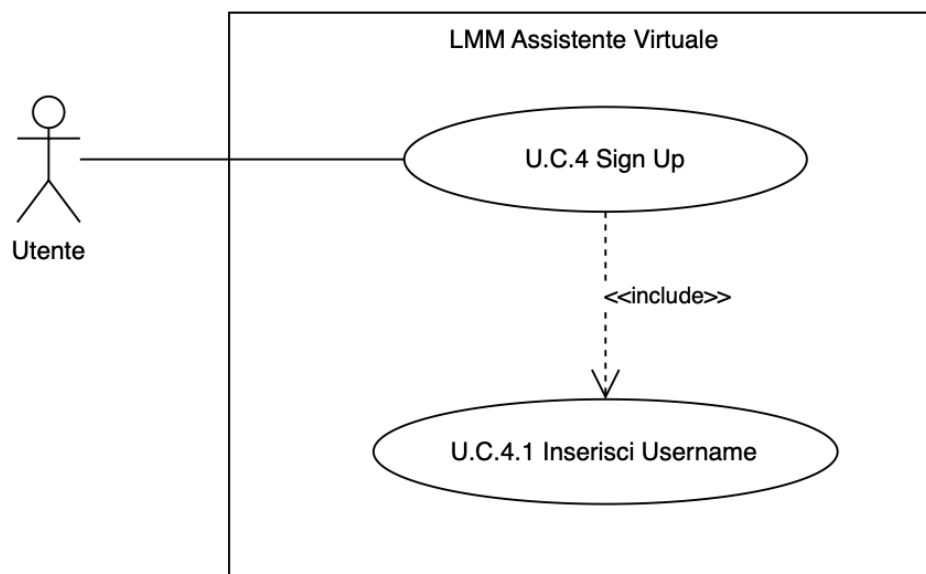 LMM Assistente Virtuale
U.C.4 Sign Up
Utente
<<include>>
U.C.4.1 Inserisci Username